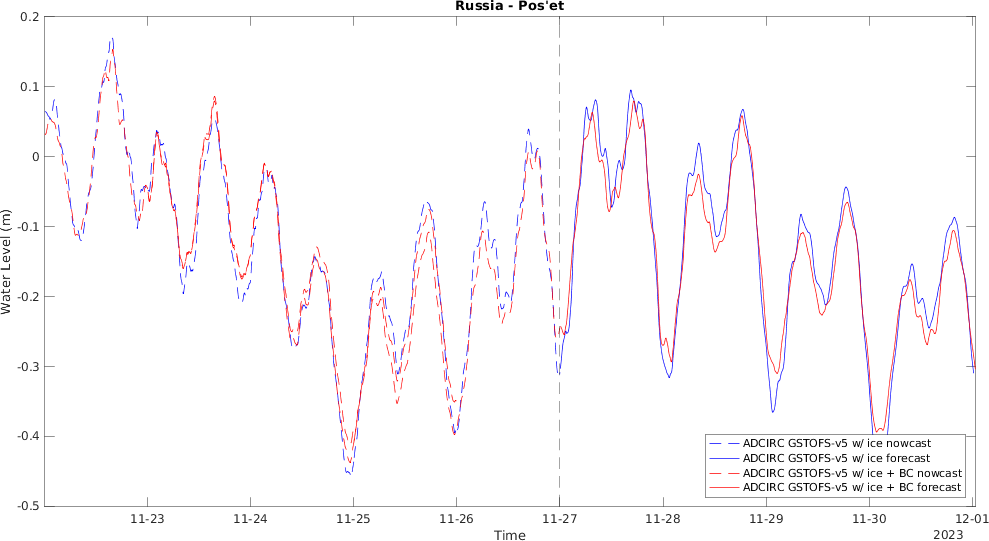 Russia - Pos'et
0.2
0.1
0
-0.1
-0.2
-0.3
-0.4
-0.5
Water Level (m)
ADCIRC GSTOFS-v5 w/ ice nowcast
ADCIRC GSTOFS-v5 w/ ice forecast
ADCIRC GSTOFS-v5 w/ ice + BC nowcast
ADCIRC GSTOFS-v5 w/ ice + BC forecast
11-23 11-24 11-25 11-26 11-27 11-28 11-29 11-30 12-01
Time
2023